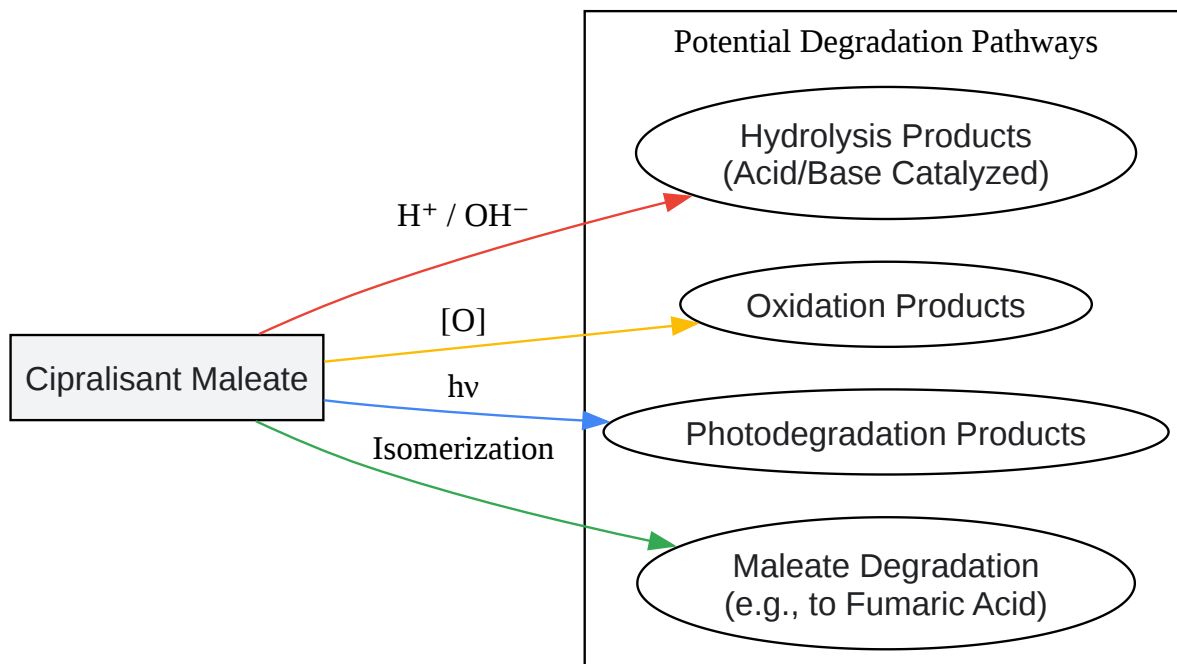 Potential Degradation Pathways
Hydrolysis Products
(Acid/Base Catalyzed)
H⁺ / OH⁻
Oxidation Products
[O]
Cipralisant Maleate
hν
Photodegradation Products
Isomerization
Maleate Degradation
(e.g., to Fumaric Acid)